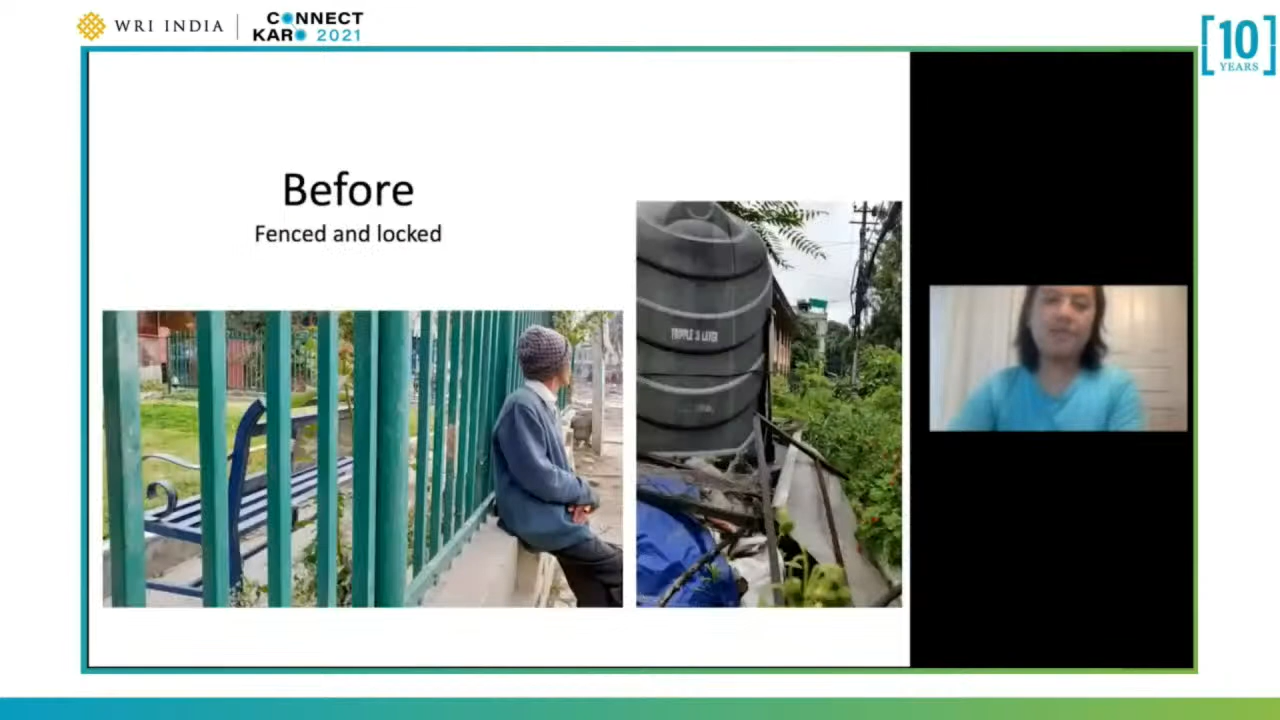 WRI INDIA
CONNECT
KARO 2021
[10
YEARS]
Before
Fenced and locked
TRIPPLE 3 LAYER